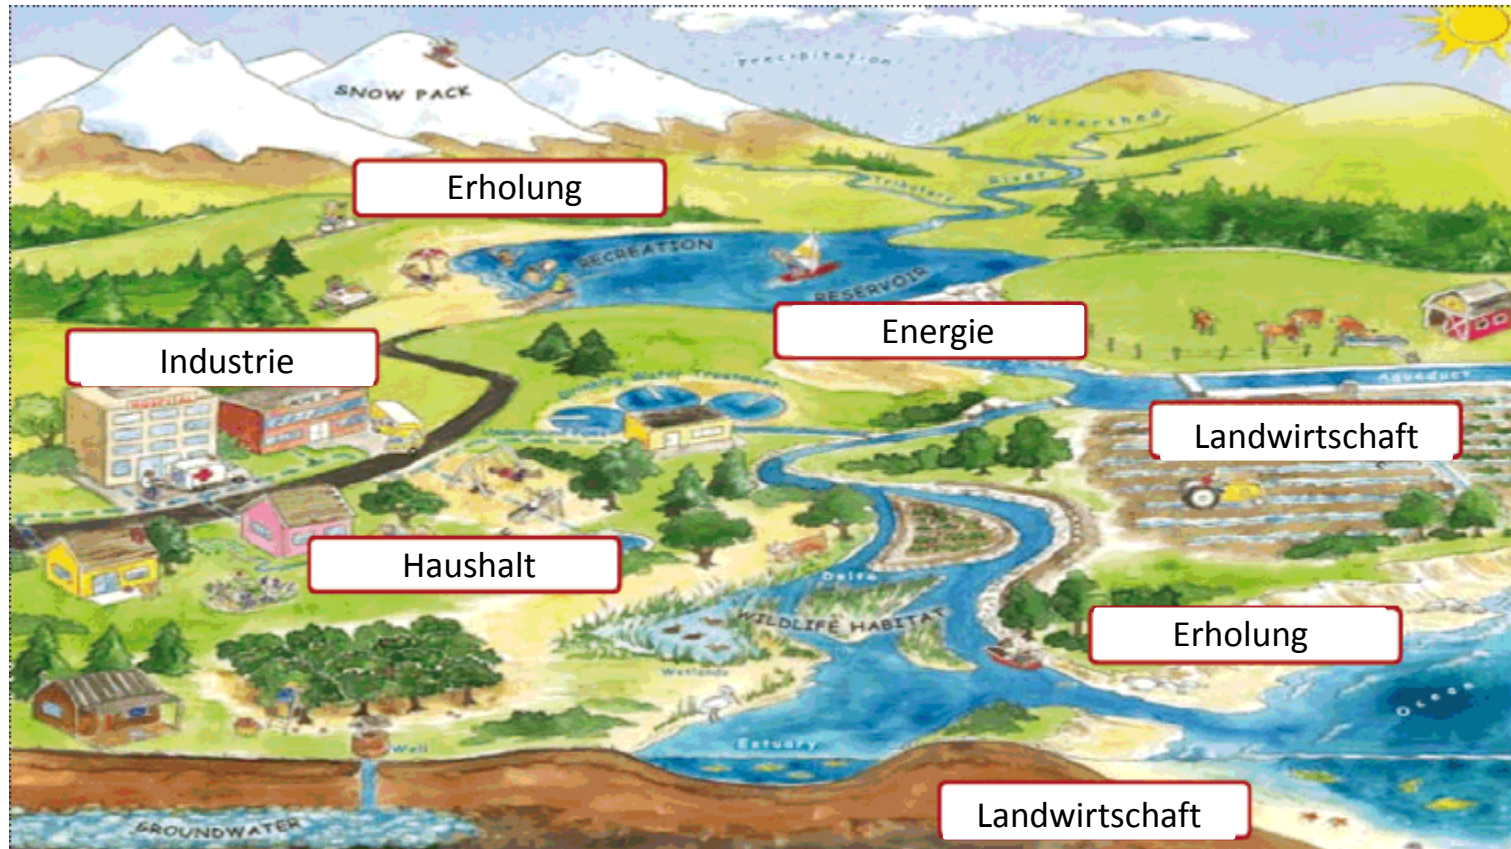 Precipitation
SNOW PACK
Watershed
Erholung
Tributary
River
RECREATION
RESERVOIR
Energie
Industrie
Aqueduct
HOSPITAL
Landwirtschaft
Haushalt
Delta
WILDLIFE HABITAT
Erholung
Wetlands
Ocean
Well
Estuary
Landwirtschaft
GROUNDWATER